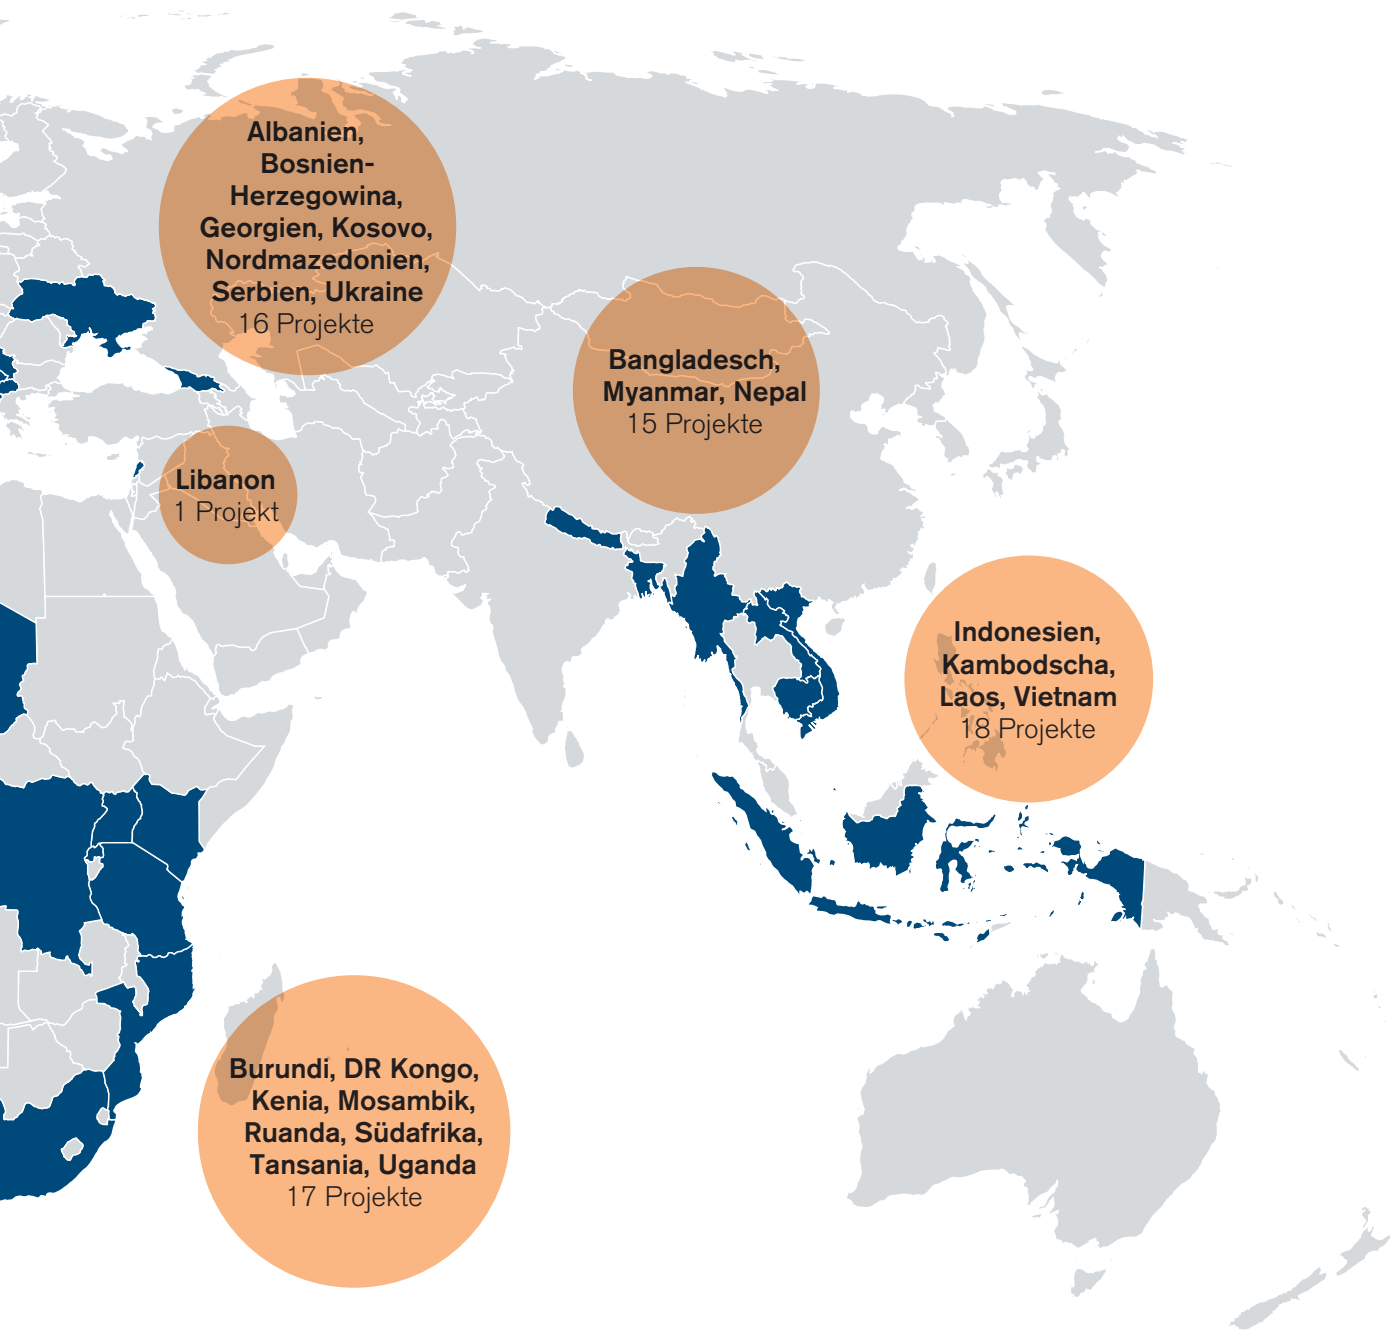 Albanien,
Bosnien-
Herzegowina,
Georgien, Kosovo,
Nordmazedonien,
Serbien, Ukraine
16 Projekte
Bangladesch,
Myanmar, Nepal
15 Projekte
Libanon
1 Projekt
Indonesien,
Kambodscha,
Laos, Vietnam
18 Projekte
Burundi, DR Kongo,
Kenia, Mosambik,
Ruanda, Südafrika,
Tansania, Uganda
17 Projekte